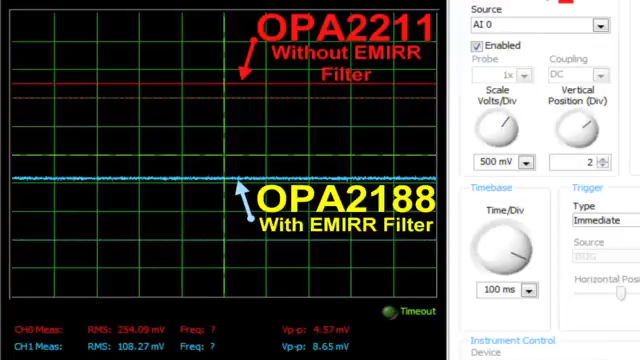 OPA2211
Without EMIRR
Filter
OPA2188
With EMIRR Filter
Timeout
CH0 Meas: RMS: 254.09 mV Freq: ? Vp-p: 4.57 mV
CH1 Meas: RMS: 108.27 mV Freq: ? Vp-p: 8.65 mV
Source
AI 0
Enabled
Probe Coupling
1x DC
Scale Vertical
Volts/Div Position (Div)
500 mV 2
Timebase
Time/Div
100 ms
Trigger
Type
Immediate
Source
TRIG
Horizontal Posi
Instrument Control
Device